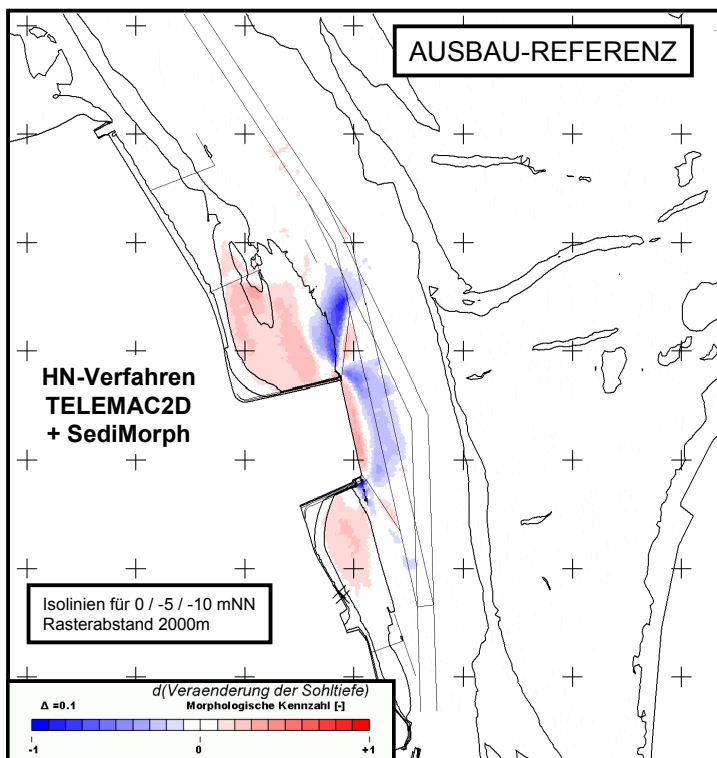 AUSBAU-REFERENZ
HN-Verfahren
TELEMAC2D
+ SediMorph
Isolinien für 0 / -5 / -10 mNN
Rasterabstand 2000m
d(Veraenderung der Sohltiefe)
Δ =0.1 Morphologische Kennzahl [-]
-1 0 +1